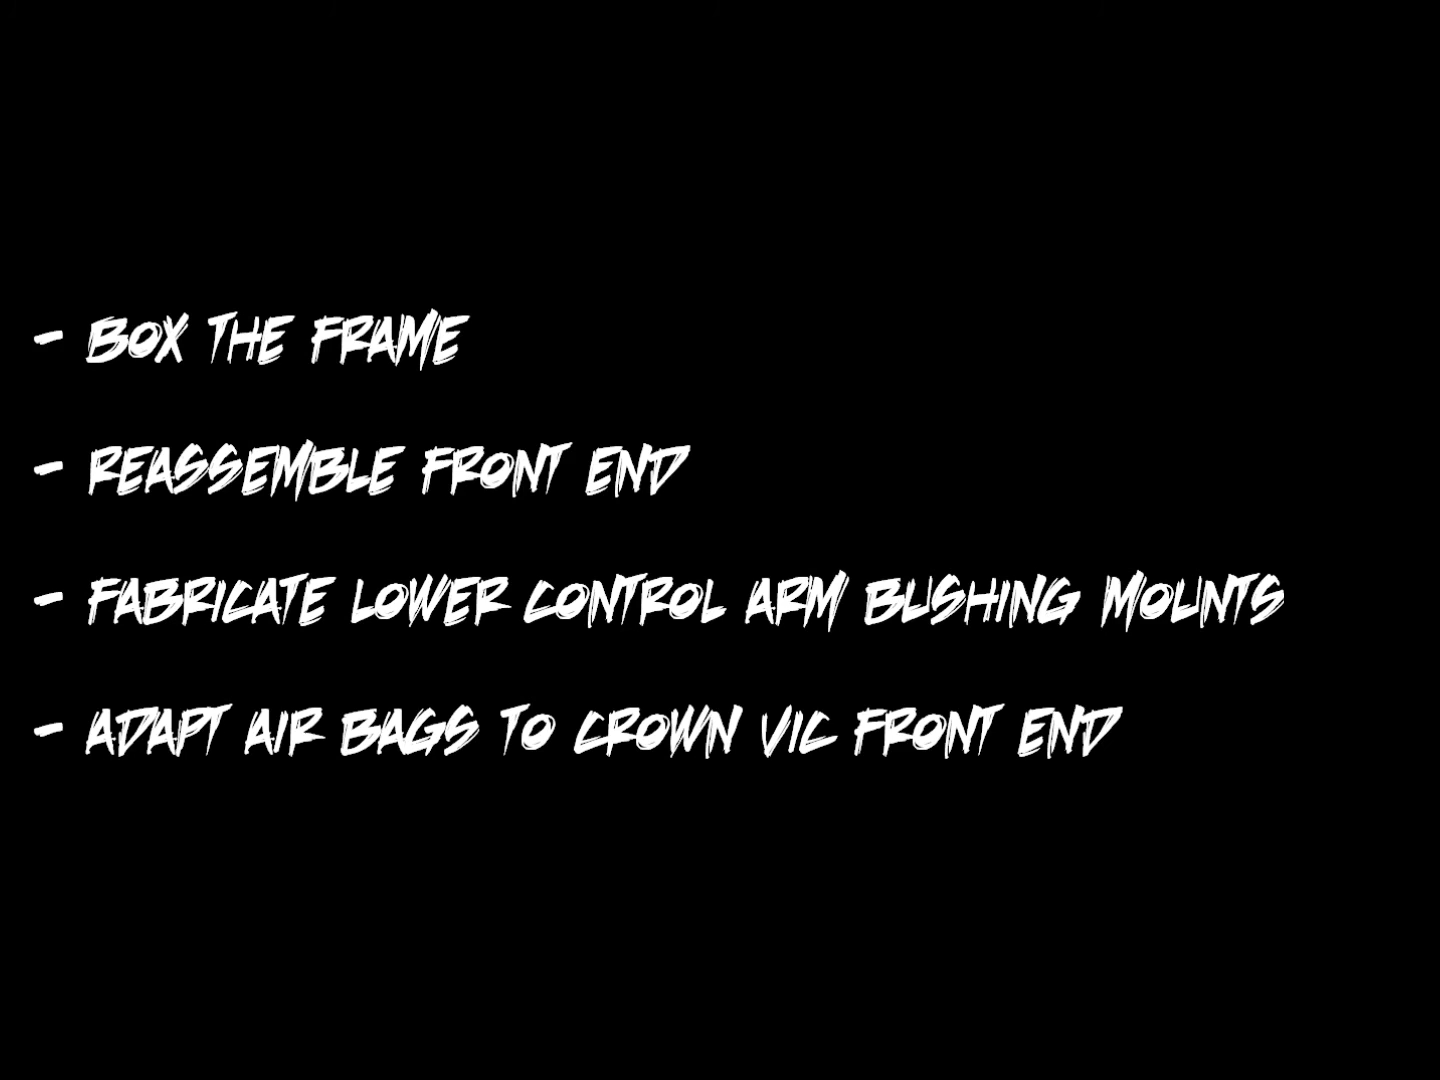 - BOX THE FRAME
- REASSEMBLE FRONT END
- FABRICATE LOWER CONTROL ARM BUSHING MOUNTS
- ADAPT AIR BAGS TO CROWN VIC FRONT END